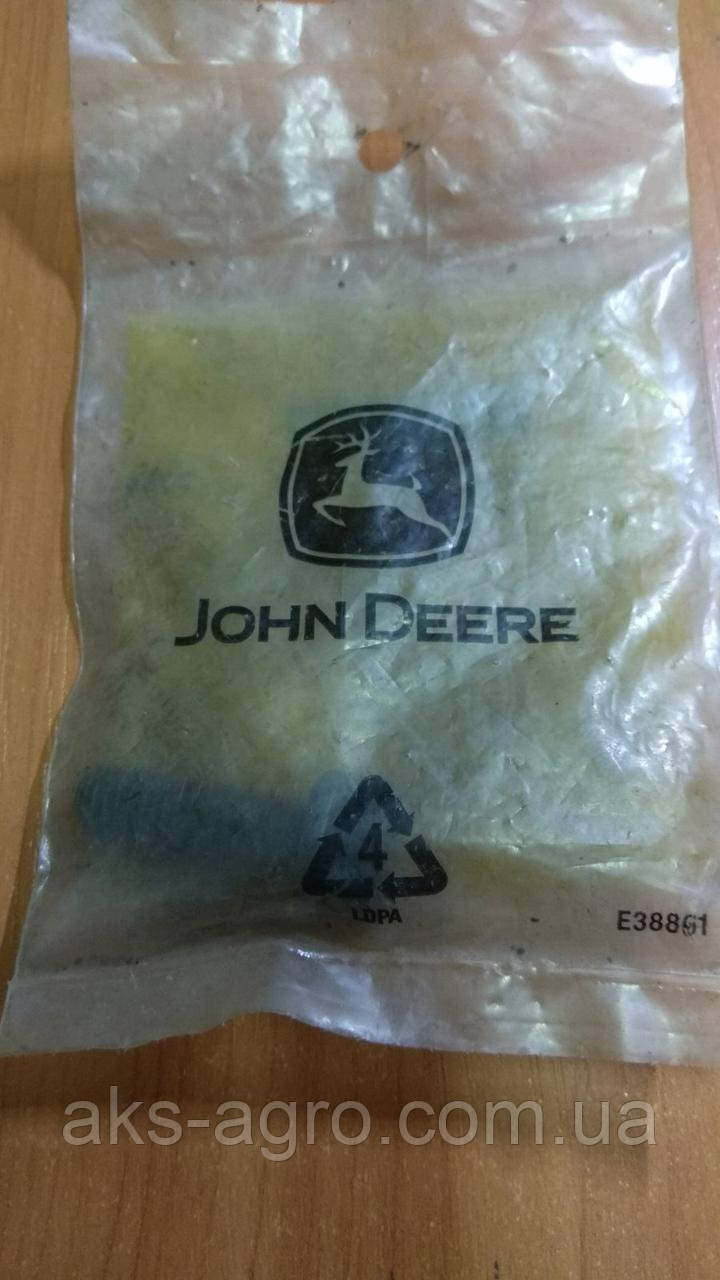 JOHN DEERE
4
LDPA
E38861
aks-agro.com.ua